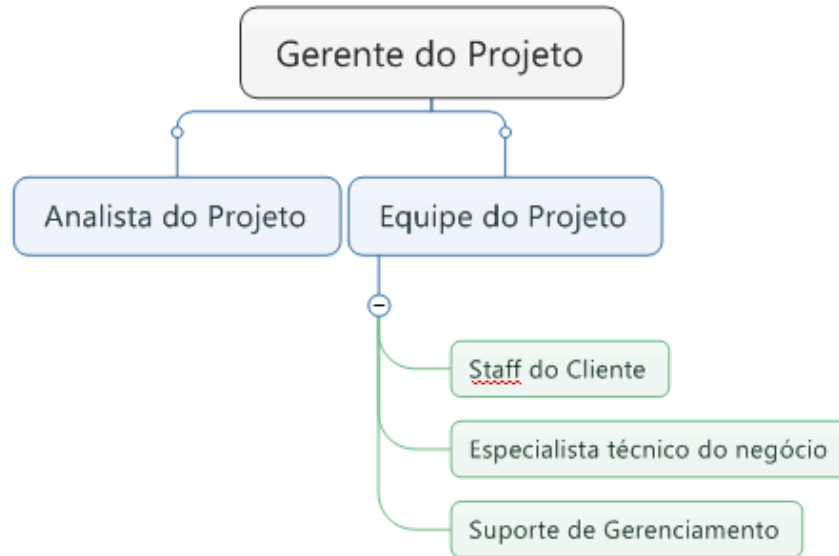 Gerente do Projeto
Analista do Projeto
Equipe do Projeto
Staff do Cliente
Especialista técnico do negócio
Suporte de Gerenciamento